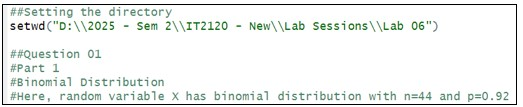 ##Setting the directory
setwd("D:\\2025 - Sem 2\\IT2120 - New\\Lab Sessions\\Lab 06")
##Question 01
#Part 1
#Binomial Distribution
#Here, random variable X has binomial distribution with n=44 and p=0.92